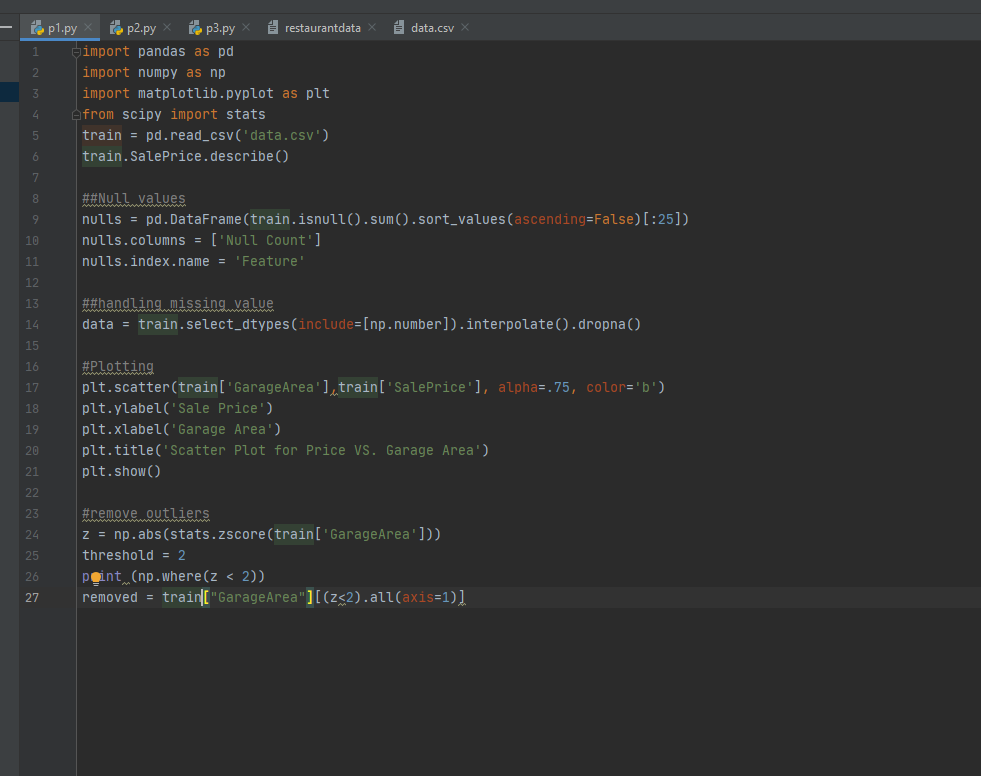 p1.py p2.py p3.py restaurantdata data.csv
1 import pandas as pd
2 import numpy as np
3 import matplotlib.pyplot as plt
4 from scipy import stats
5 train = pd.read_csv('data.csv')
6 train.SalePrice.describe()
7
8 ##Null values
9 nulls = pd.DataFrame(train.isnull().sum().sort_values(ascending=False)[:25])
10 nulls.columns = ['Null Count']
11 nulls.index.name = 'Feature'
12
13 ##handling missing value
14 data = train.select_dtypes(include=[np.number]).interpolate().dropna()
15
16 #Plotting
17 plt.scatter(train['GarageArea'],train['SalePrice'], alpha=.75, color='b')
18 plt.ylabel('Sale Price')
19 plt.xlabel('Garage Area')
20 plt.title('Scatter Plot for Price VS. Garage Area')
21 plt.show()
22
23 #remove outliers
24 z = np.abs(stats.zscore(train['GarageArea']))
25 threshold = 2
26 print (np.where(z < 2))
27 removed = train["GarageArea"][(z<2).all(axis=1)]